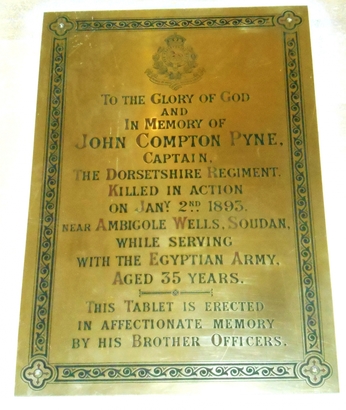 To the Glory of God
and
In Memory of
John Compton Pyne,
Captain,
The Dorsetshire Regiment.
Killed in action
on Jany 2nd 1893,
near Ambigole Wells, Soudan,
while serving
with the Egyptian Army,
Aged 35 years.
This Tablet is erected
in affectionate memory
by his Brother Officers.